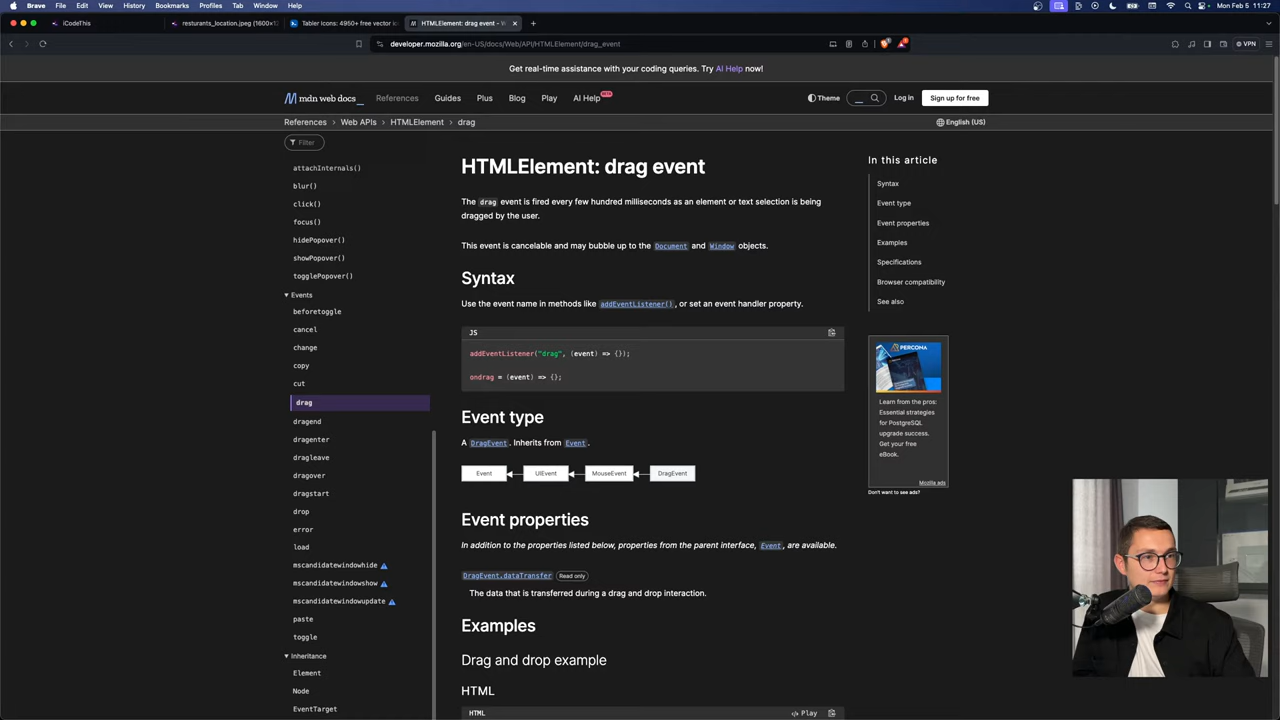 Brave File Edit View History Bookmarks Profiles Tab Window Help
Mon Feb 5 11:27
iCodeThis
resturants_location.jpeg (1600×1
Tabler Icons: 4950+ free vector ic
HTMLElement: drag event - W
developer.mozilla.org/en-US/docs/Web/API/HTMLElement/drag_event
VPN
Get real-time assistance with your coding queries. Try AI Help now!
mdn web docs_
References
Guides
Plus
Blog
Play
AI Help BETA
Theme
Log in
Sign up for free
References > Web APIs > HTMLElement > drag
English (US)
Filter
attachInternals()
blur()
click()
focus()
hidePopover()
showPopover()
togglePopover()
Events
beforetoggle
cancel
change
copy
cut
drag
dragend
dragenter
dragleave
dragover
dragstart
drop
error
load
mscandidatewindowhide
mscandidatewindowshow
mscandidatewindowupdate
paste
toggle
Inheritance
Element
Node
EventTarget
HTMLElement: drag event
The drag event is fired every few hundred milliseconds as an element or text selection is being
dragged by the user.
This event is cancelable and may bubble up to the Document and Window objects.
Syntax
Use the event name in methods like addEventListener(), or set an event handler property.
JS
addEventListener("drag", (event) => {});
ondrag = (event) => {};
Event type
A DragEvent. Inherits from Event.
Event
UIEvent
MouseEvent
DragEvent
Event properties
In addition to the properties listed below, properties from the parent interface, Event, are available.
DragEvent.dataTransfer Read only
The data that is transferred during a drag and drop interaction.
Examples
Drag and drop example
HTML
HTML
Play
In this article
Syntax
Event type
Event properties
Examples
Specifications
Browser compatibility
See also
PERCONA
Learn from the pros:
Essential strategies
for PostgreSQL
upgrade success.
Get your free
eBook.
Mozilla ads
Don't want to see ads?